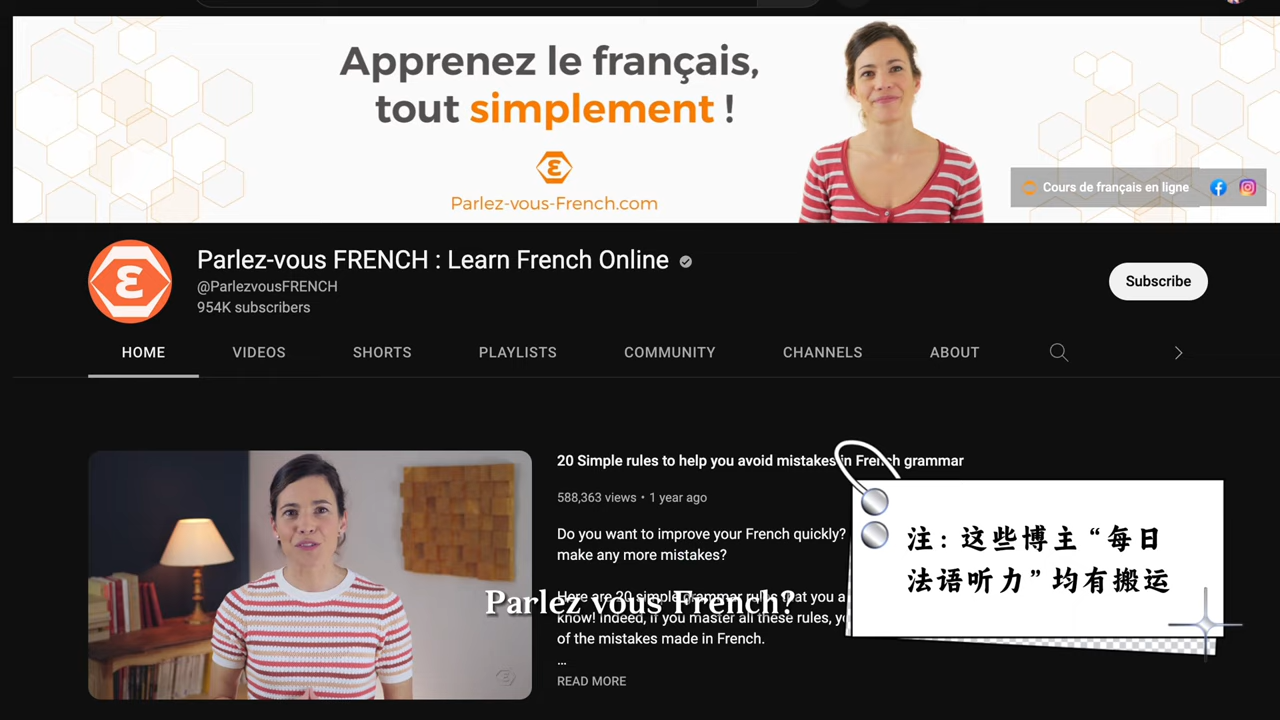 Apprenez le français,
tout simplement !
Parlez-vous-French.com
Cours de français en ligne
Parlez-vous FRENCH : Learn French Online
@ParlezvousFRENCH
954K subscribers
Subscribe
HOME
VIDEOS
SHORTS
PLAYLISTS
COMMUNITY
CHANNELS
ABOUT
20 Simple rules to help you avoid mistakes in French grammar
588,363 views • 1 year ago
Do you want to improve your French quickly?
make any more mistakes?
Here are 20 simple grammar rules that you a
know! Indeed, if you master all these rules, yo
of the mistakes made in French.
...
READ MORE
Parlez vous French?
注：这些博主“每日
法语听力”均有搬运